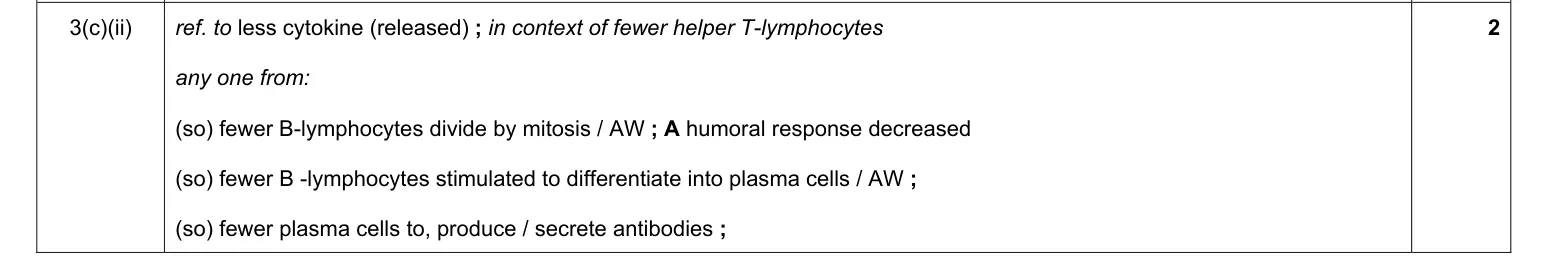 3(c)(ii) ref. to less cytokine (released) ; in context of fewer helper T-lymphocytes 2
any one from:
(so) fewer B-lymphocytes divide by mitosis / AW ; A humoral response decreased
(so) fewer B -lymphocytes stimulated to differentiate into plasma cells / AW ;
(so) fewer plasma cells to, produce / secrete antibodies ;